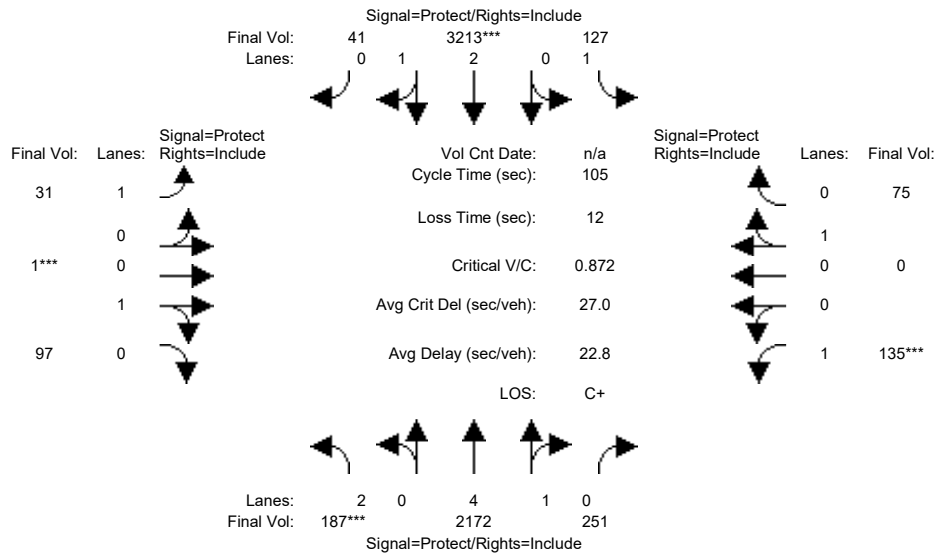 Signal=Protect/Rights=Include
Final Vol: 41 3213*** 127
Lanes: 0 1 2 0 1
Signal=Protect Signal=Protect
Final Vol: Lanes: Rights=Include Vol Cnt Date: n/a Rights=Include Lanes: Final Vol:
Cycle Time (sec): 105
31 1 0 75
Loss Time (sec): 12
0 1
1*** 0 Critical V/C: 0.872 0 0
1 Avg Crit Del (sec/veh): 27.0 0
97 0 Avg Delay (sec/veh): 22.8 1 135***
LOS: C+
Lanes: 2 0 4 1 0
Final Vol: 187*** 2172 251
Signal=Protect/Rights=Include